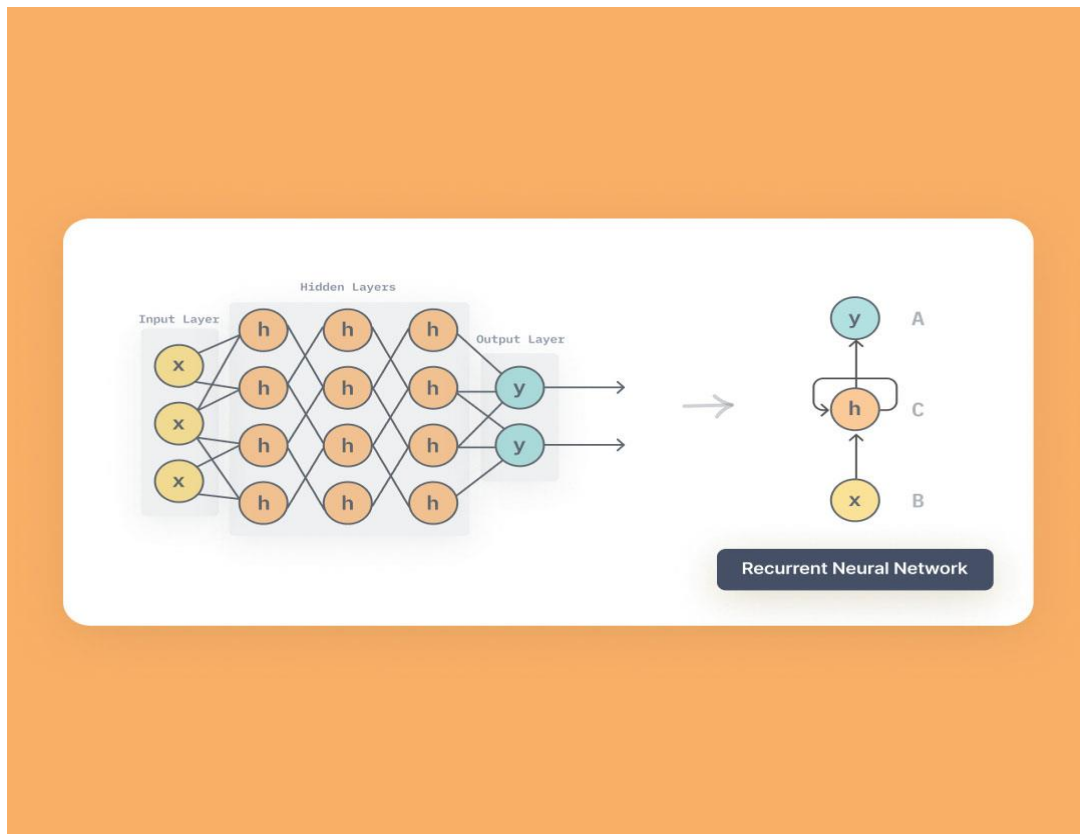 Hidden Layers
Input Layer
Output Layer
h h h
x
h h h
y
x
h h h
y
x
h h h
y A
h C
x B
Recurrent Neural Network